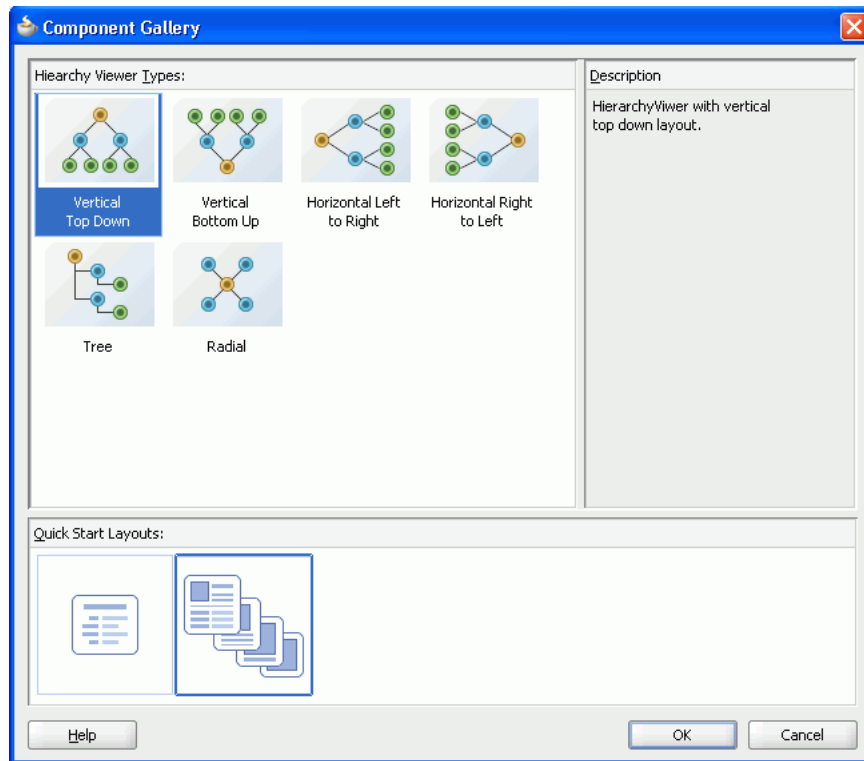 Component Gallery
Hiearchy Viewer Types:
Vertical
Top Down
Vertical
Bottom Up
Horizontal Left
to Right
Horizontal Right
to Left
Tree
Radial
Description
HierarchyViwer with vertical
top down layout.
Quick Start Layouts:
Help
OK
Cancel